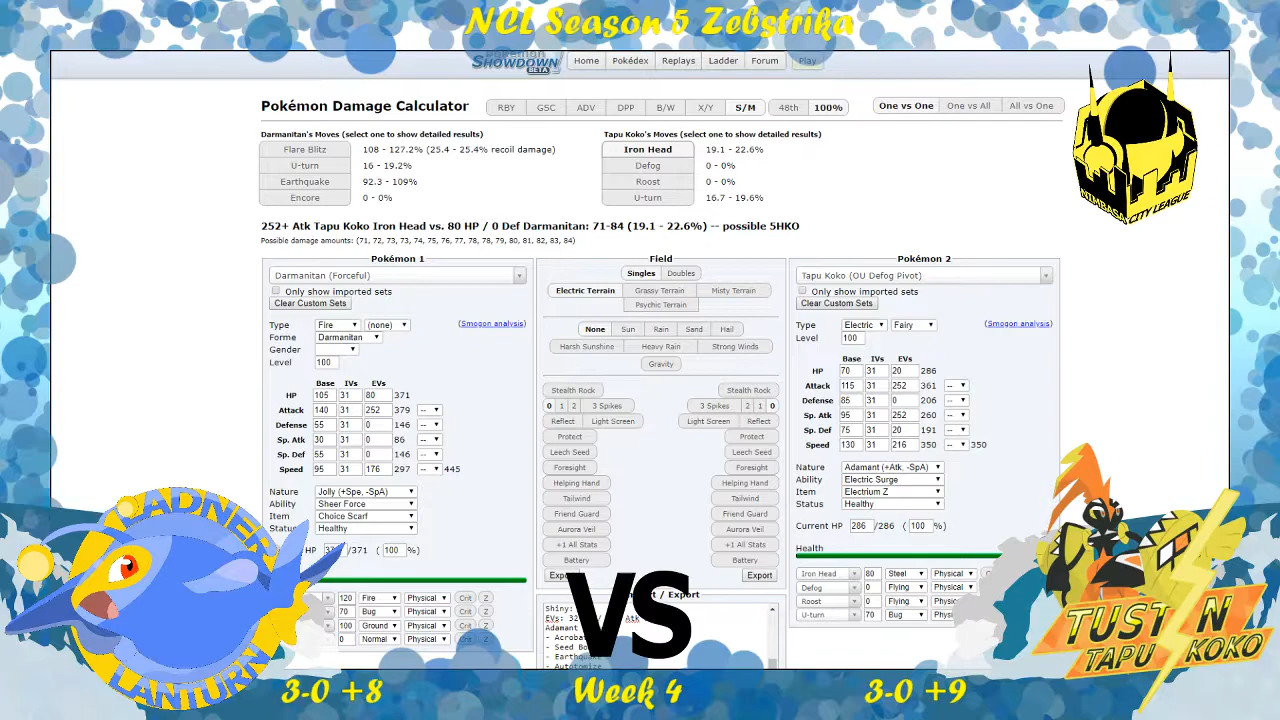 NCL Season 5 Zebstrika
POKéMON
SHOWDOWN
BETA
Home Pokédex Replays Ladder Forum Play
Pokémon Damage Calculator
RBY GSC ADV DPP B/W X/Y S/M 48th 100%
One vs One One vs All All vs One
Darmanitan's Moves (select one to show detailed results)
Flare Blitz 108 - 127.2% (25.4 - 25.4% recoil damage)
U-turn 16 - 19.2%
Earthquake 92.3 - 109%
Encore 0 - 0%
Tapu Koko's Moves (select one to show detailed results)
Iron Head 19.1 - 22.6%
Defog 0 - 0%
Roost 0 - 0%
U-turn 16.7 - 19.6%
252+ Atk Tapu Koko Iron Head vs. 80 HP / 0 Def Darmanitan: 71-84 (19.1 - 22.6%) -- possible 5HKO
Possible damage amounts: (71, 72, 73, 73, 74, 75, 76, 77, 78, 78, 79, 80, 81, 82, 83, 84)
Pokémon 1
Darmanitan (Forceful)
Only show imported sets
Clear Custom Sets
Type Fire (none) (Smogon analysis)
Forme Darmanitan
Gender
Level 100
Base IVs EVs
HP 105 31 80 371
Attack 140 31 252 379 --
Defense 55 31 0 146 --
Sp. Atk 30 31 0 86 --
Sp. Def 55 31 0 146 --
Speed 95 31 176 297 -- 445
Nature Jolly (+Spe, -SpA)
Ability Sheer Force
Item Choice Scarf
Status Healthy
HP /371 ( 100 %)
120 Fire Physical Crit Z
70 Bug Physical Crit Z
100 Ground Physical Crit Z
0 Normal Physical Z
Field
Singles Doubles
Electric Terrain Grassy Terrain Misty Terrain
Psychic Terrain
None Sun Rain Sand Hail
Harsh Sunshine Heavy Rain Strong Winds
Gravity
Stealth Rock Stealth Rock
0 1 2 3 Spikes 3 Spikes 2 1 0
Reflect Light Screen Light Screen Reflect
Protect Protect
Leech Seed Leech Seed
Foresight Foresight
Helping Hand Helping Hand
Tailwind Tailwind
Friend Guard Friend Guard
Aurora Veil Aurora Veil
+1 All Stats +1 All Stats
Battery Battery
Export Export
/ Export
Shiny:
EVs: 32 Atk
Adamant
- Acrobat
- Seed Bo
- Earthqua
- Autotomize
Pokémon 2
Tapu Koko (OU Defog Pivot)
Only show imported sets
Clear Custom Sets
Type Electric Fairy (Smogon analysis)
Level 100
Base IVs EVs
HP 70 31 20 286
Attack 115 31 252 361 --
Defense 85 31 0 206 --
Sp. Atk 95 31 252 260 --
Sp. Def 75 31 20 191 --
Speed 130 31 216 350 -- 350
Nature Adamant (+Atk, -SpA)
Ability Electric Surge
Item Electrium Z
Status Healthy
Current HP 286 /286 ( 100 %)
Health
Iron Head 80 Steel Physical
Defog 0 Flying Physical
Roost 0 Flying Physical
U-turn 70 Bug Physi
NIMBASA CITY LEAGUE
ADNER
LANTURN
VS
TUSTIN
TAPU KOKO
3-0 +8
Week 4
3-0 +9